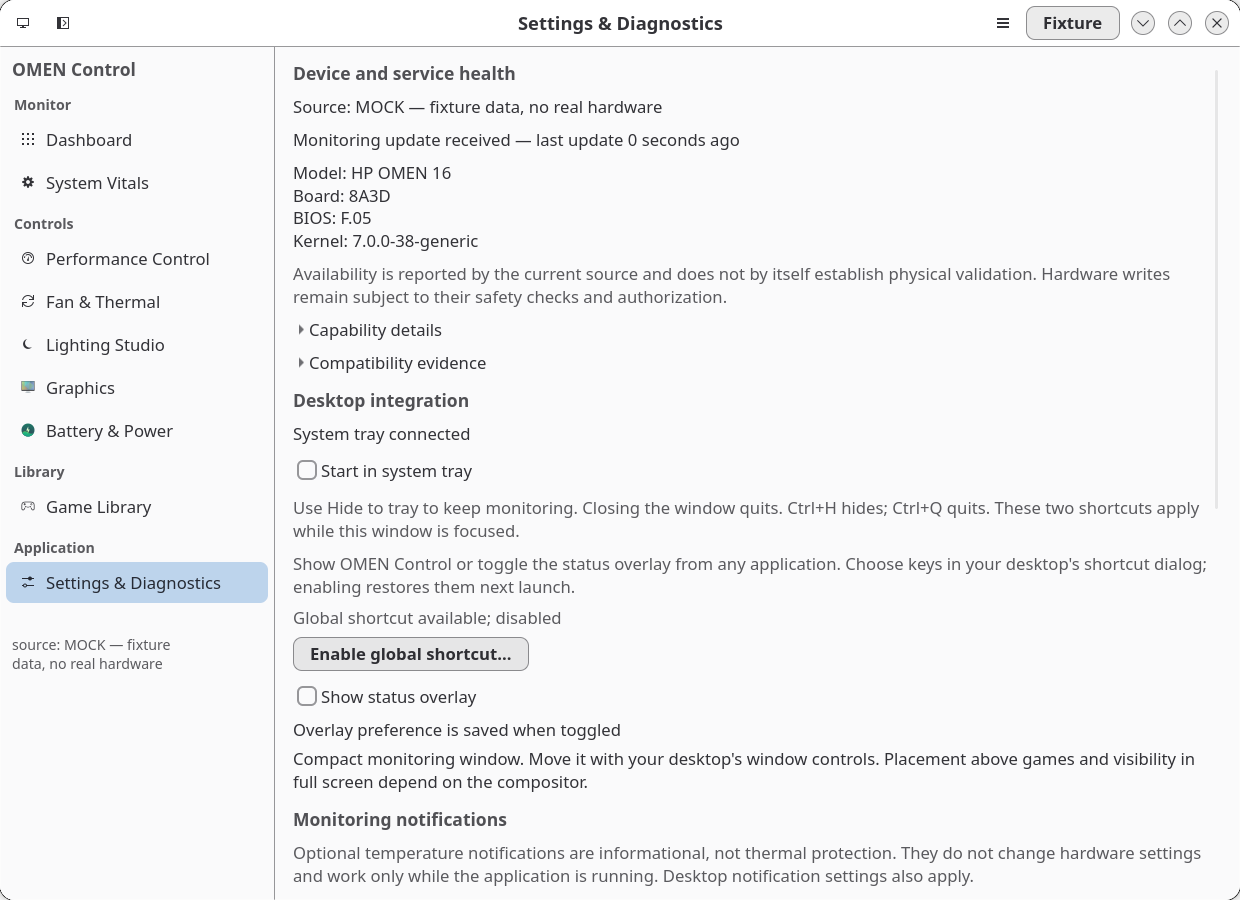 Settings & Diagnostics
Fixture
OMEN Control
Monitor
Dashboard
System Vitals
Controls
Performance Control
Fan & Thermal
Lighting Studio
Graphics
Battery & Power
Library
Game Library
Application
Settings & Diagnostics
source: MOCK — fixture
data, no real hardware
Device and service health
Source: MOCK — fixture data, no real hardware
Monitoring update received — last update 0 seconds ago
Model: HP OMEN 16
Board: 8A3D
BIOS: F.05
Kernel: 7.0.0-38-generic
Availability is reported by the current source and does not by itself establish physical validation. Hardware writes
remain subject to their safety checks and authorization.
Capability details
Compatibility evidence
Desktop integration
System tray connected
Start in system tray
Use Hide to tray to keep monitoring. Closing the window quits. Ctrl+H hides; Ctrl+Q quits. These two shortcuts apply
while this window is focused.
Show OMEN Control or toggle the status overlay from any application. Choose keys in your desktop's shortcut dialog;
enabling restores them next launch.
Global shortcut available; disabled
Enable global shortcut...
Show status overlay
Overlay preference is saved when toggled
Compact monitoring window. Move it with your desktop's window controls. Placement above games and visibility in
full screen depend on the compositor.
Monitoring notifications
Optional temperature notifications are informational, not thermal protection. They do not change hardware settings
and work only while the application is running. Desktop notification settings also apply.